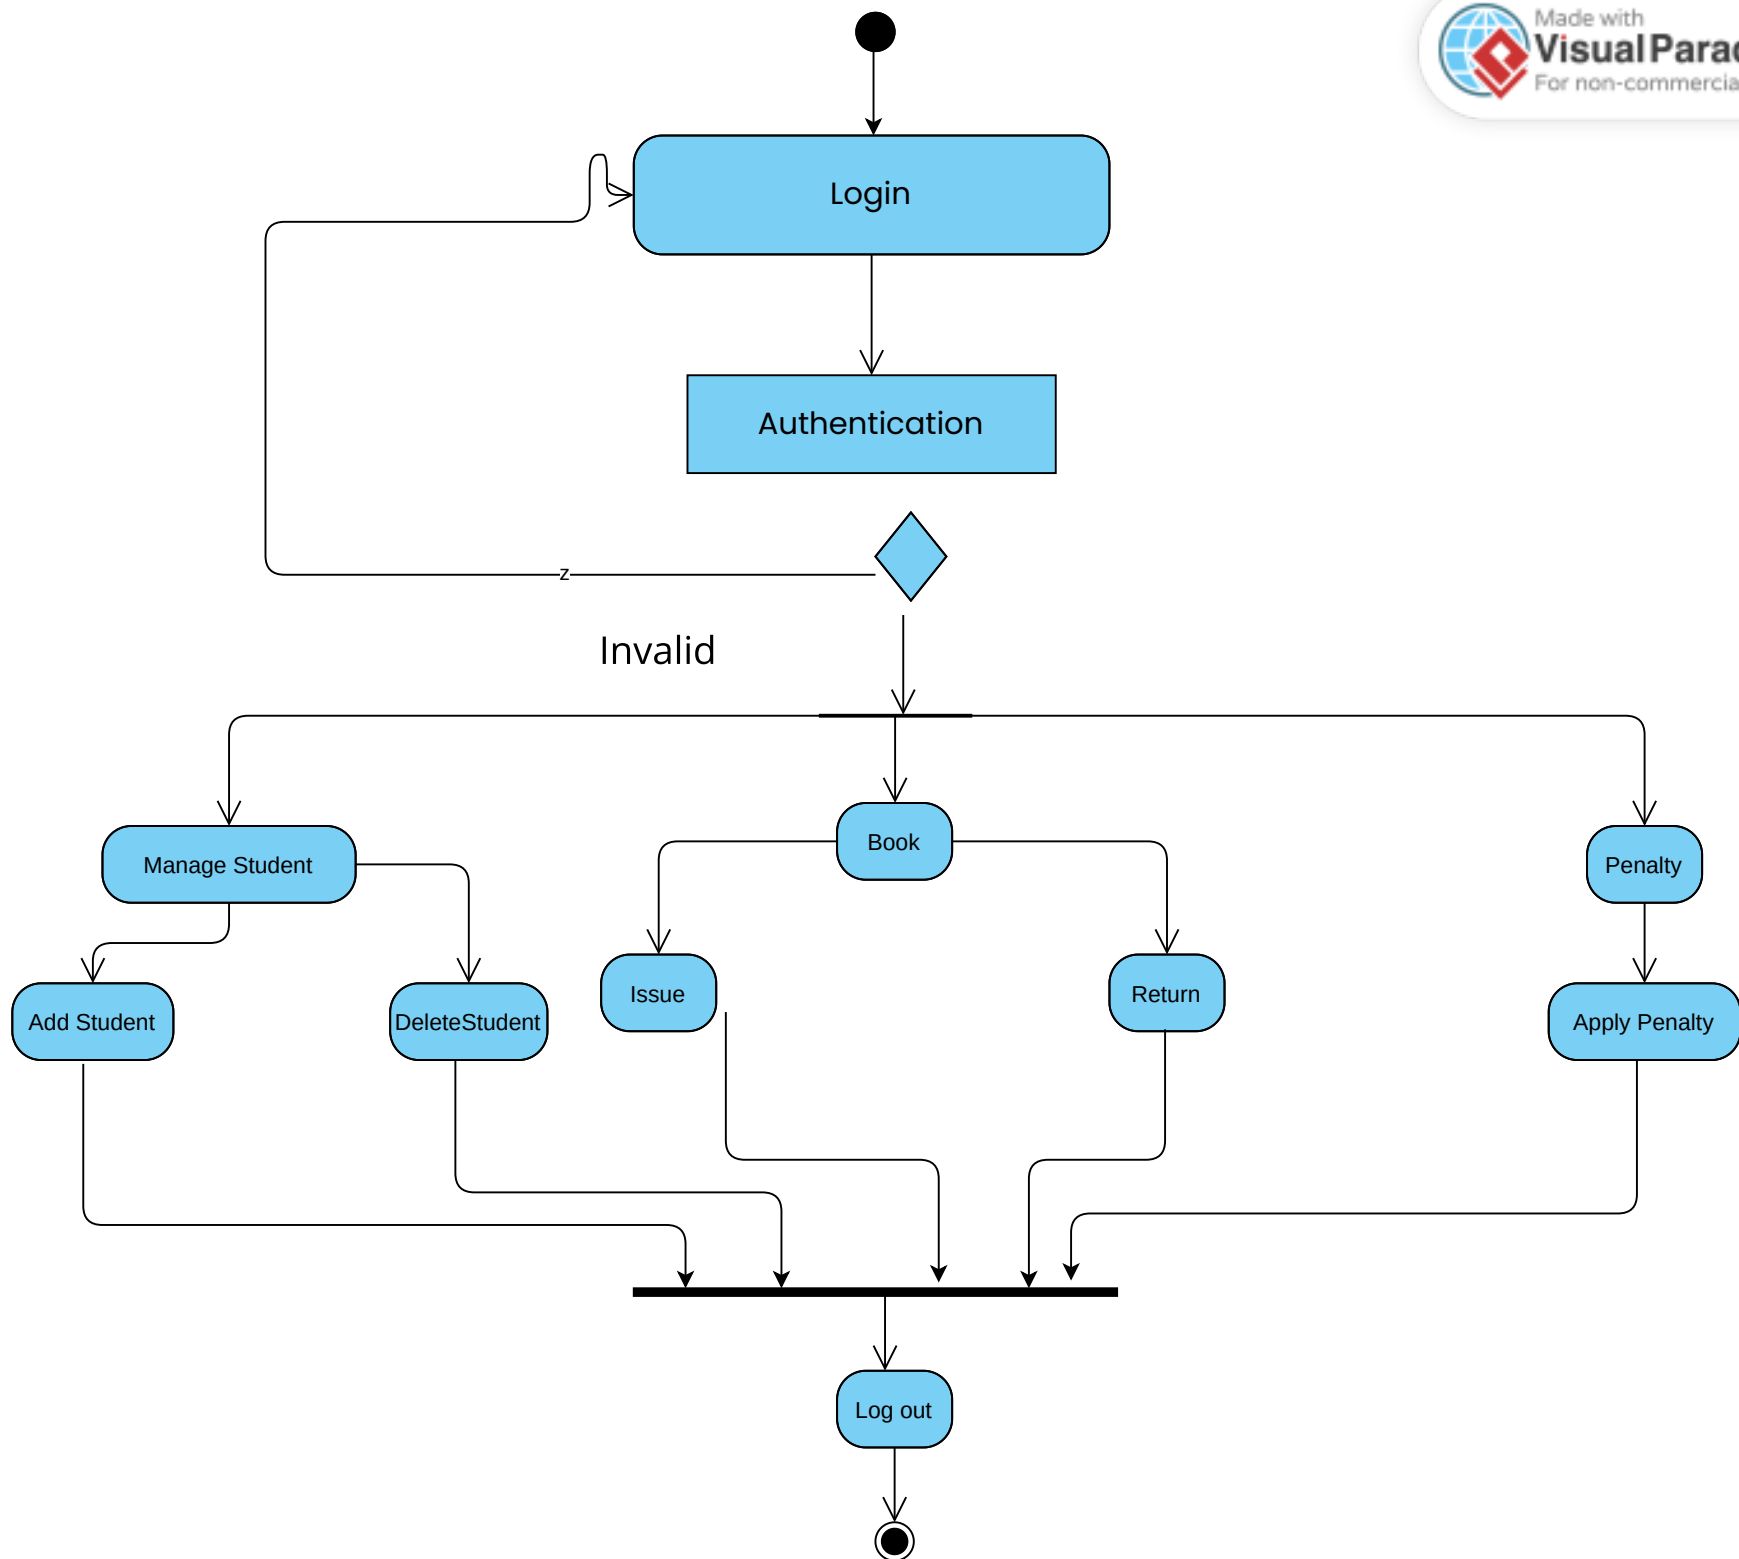 Made with
Visual Parad
For non-commercia
Login
Authentication
z
Invalid
Manage Student
Book
Penalty
Add Student
DeleteStudent
Issue
Return
Apply Penalty
Log out